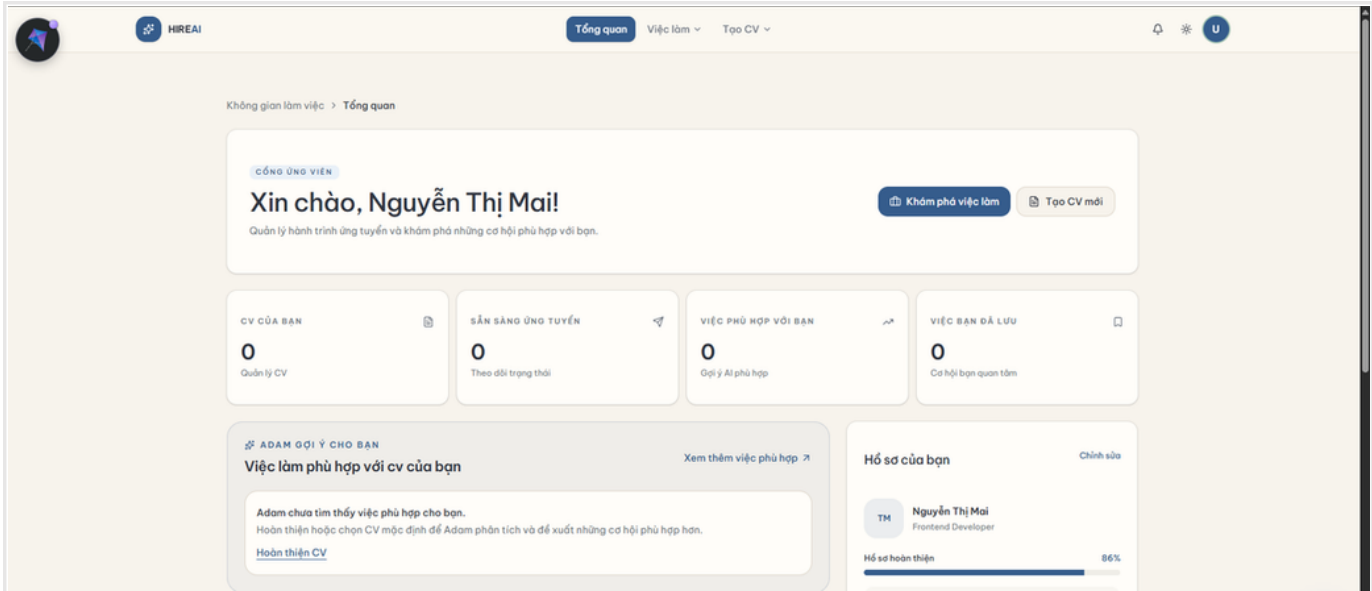 HIREAI
Tổng quan
Việc làm
Tạo CV
U
Không gian làm việc > Tổng quan
CỔNG ỨNG VIÊN
Xin chào, Nguyễn Thị Mai!
Quản lý hành trình ứng tuyển và khám phá những cơ hội phù hợp với bạn.
Khám phá việc làm
Tạo CV mới
CV CỦA BẠN
0
Quản lý CV
SẴN SÀNG ỨNG TUYỂN
0
Theo dõi trạng thái
VIỆC PHÙ HỢP VỚI BẠN
0
Gợi ý AI phù hợp
VIỆC BẠN ĐÃ LƯU
0
Cơ hội bạn quan tâm
ADAM GỢI Ý CHO BẠN
Việc làm phù hợp với cv của bạn
Xem thêm việc phù hợp
Adam chưa tìm thấy việc phù hợp cho bạn.
Hoàn thiện hoặc chọn CV mặc định để Adam phân tích và đề xuất những cơ hội phù hợp hơn.
Hoàn thiện CV
Hồ sơ của bạn
Chỉnh sửa
TM
Nguyễn Thị Mai
Frontend Developer
Hồ sơ hoàn thiện
86%